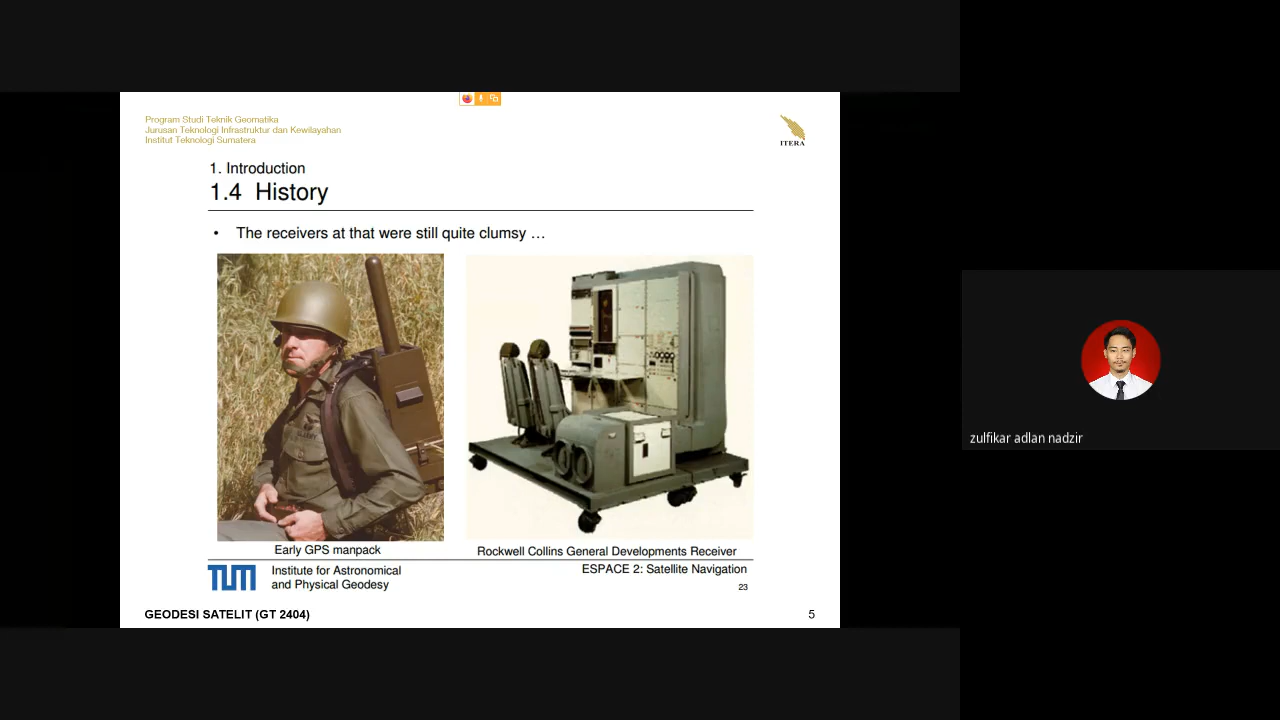 Program Studi Teknik Geomatika
Jurusan Teknologi Infrastruktur dan Kewilayahan
Institut Teknologi Sumatera
ITERA
1. Introduction
1.4 History
• The receivers at that were still quite clumsy …
Early GPS manpack
Rockwell Collins General Developments Receiver
TUM
Institute for Astronomical
and Physical Geodesy
ESPACE 2: Satellite Navigation
23
GEODESI SATELIT (GT 2404)
5
zulfikar adlan nadzir